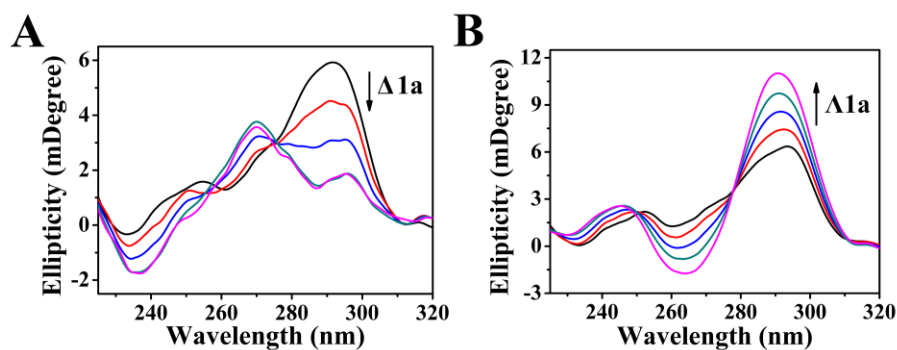 A
Ellipticity (mDegree)
6
4
2
0
-2
Δ1a
240 260 280 300 320
Wavelength (nm)
B
Ellipticity (mDegree)
12
9
6
3
0
-3
Δ1a
240 260 280 300 320
Wavelength (nm)